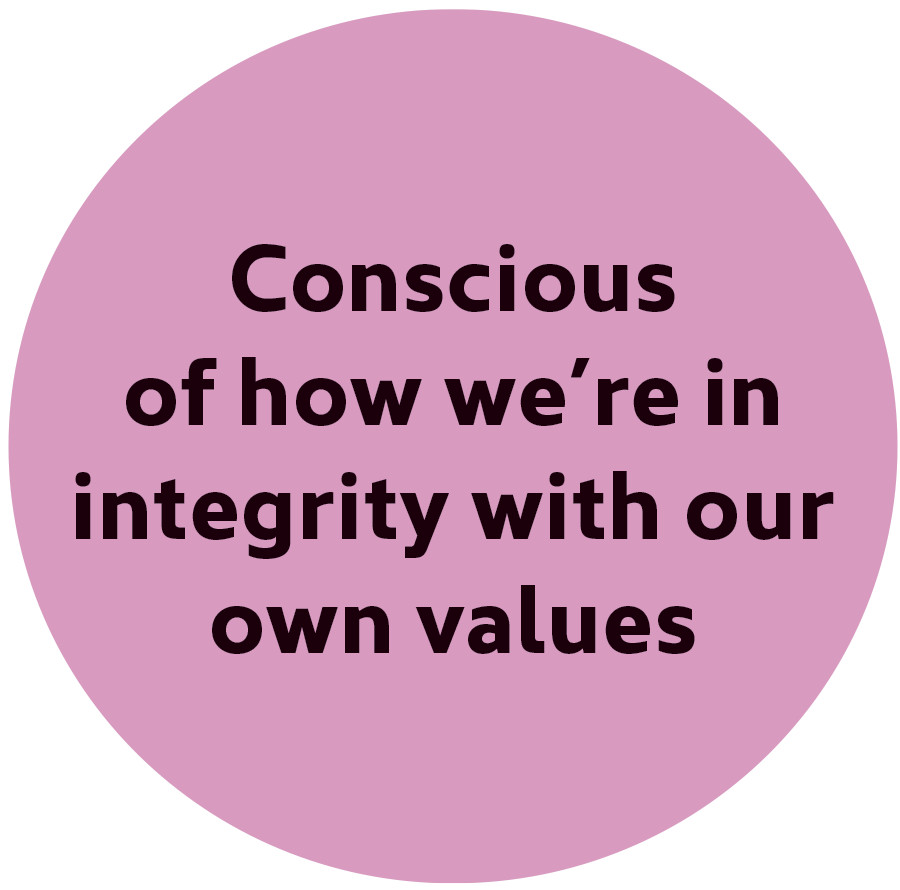 Conscious
of how we’re in
integrity with our
own values